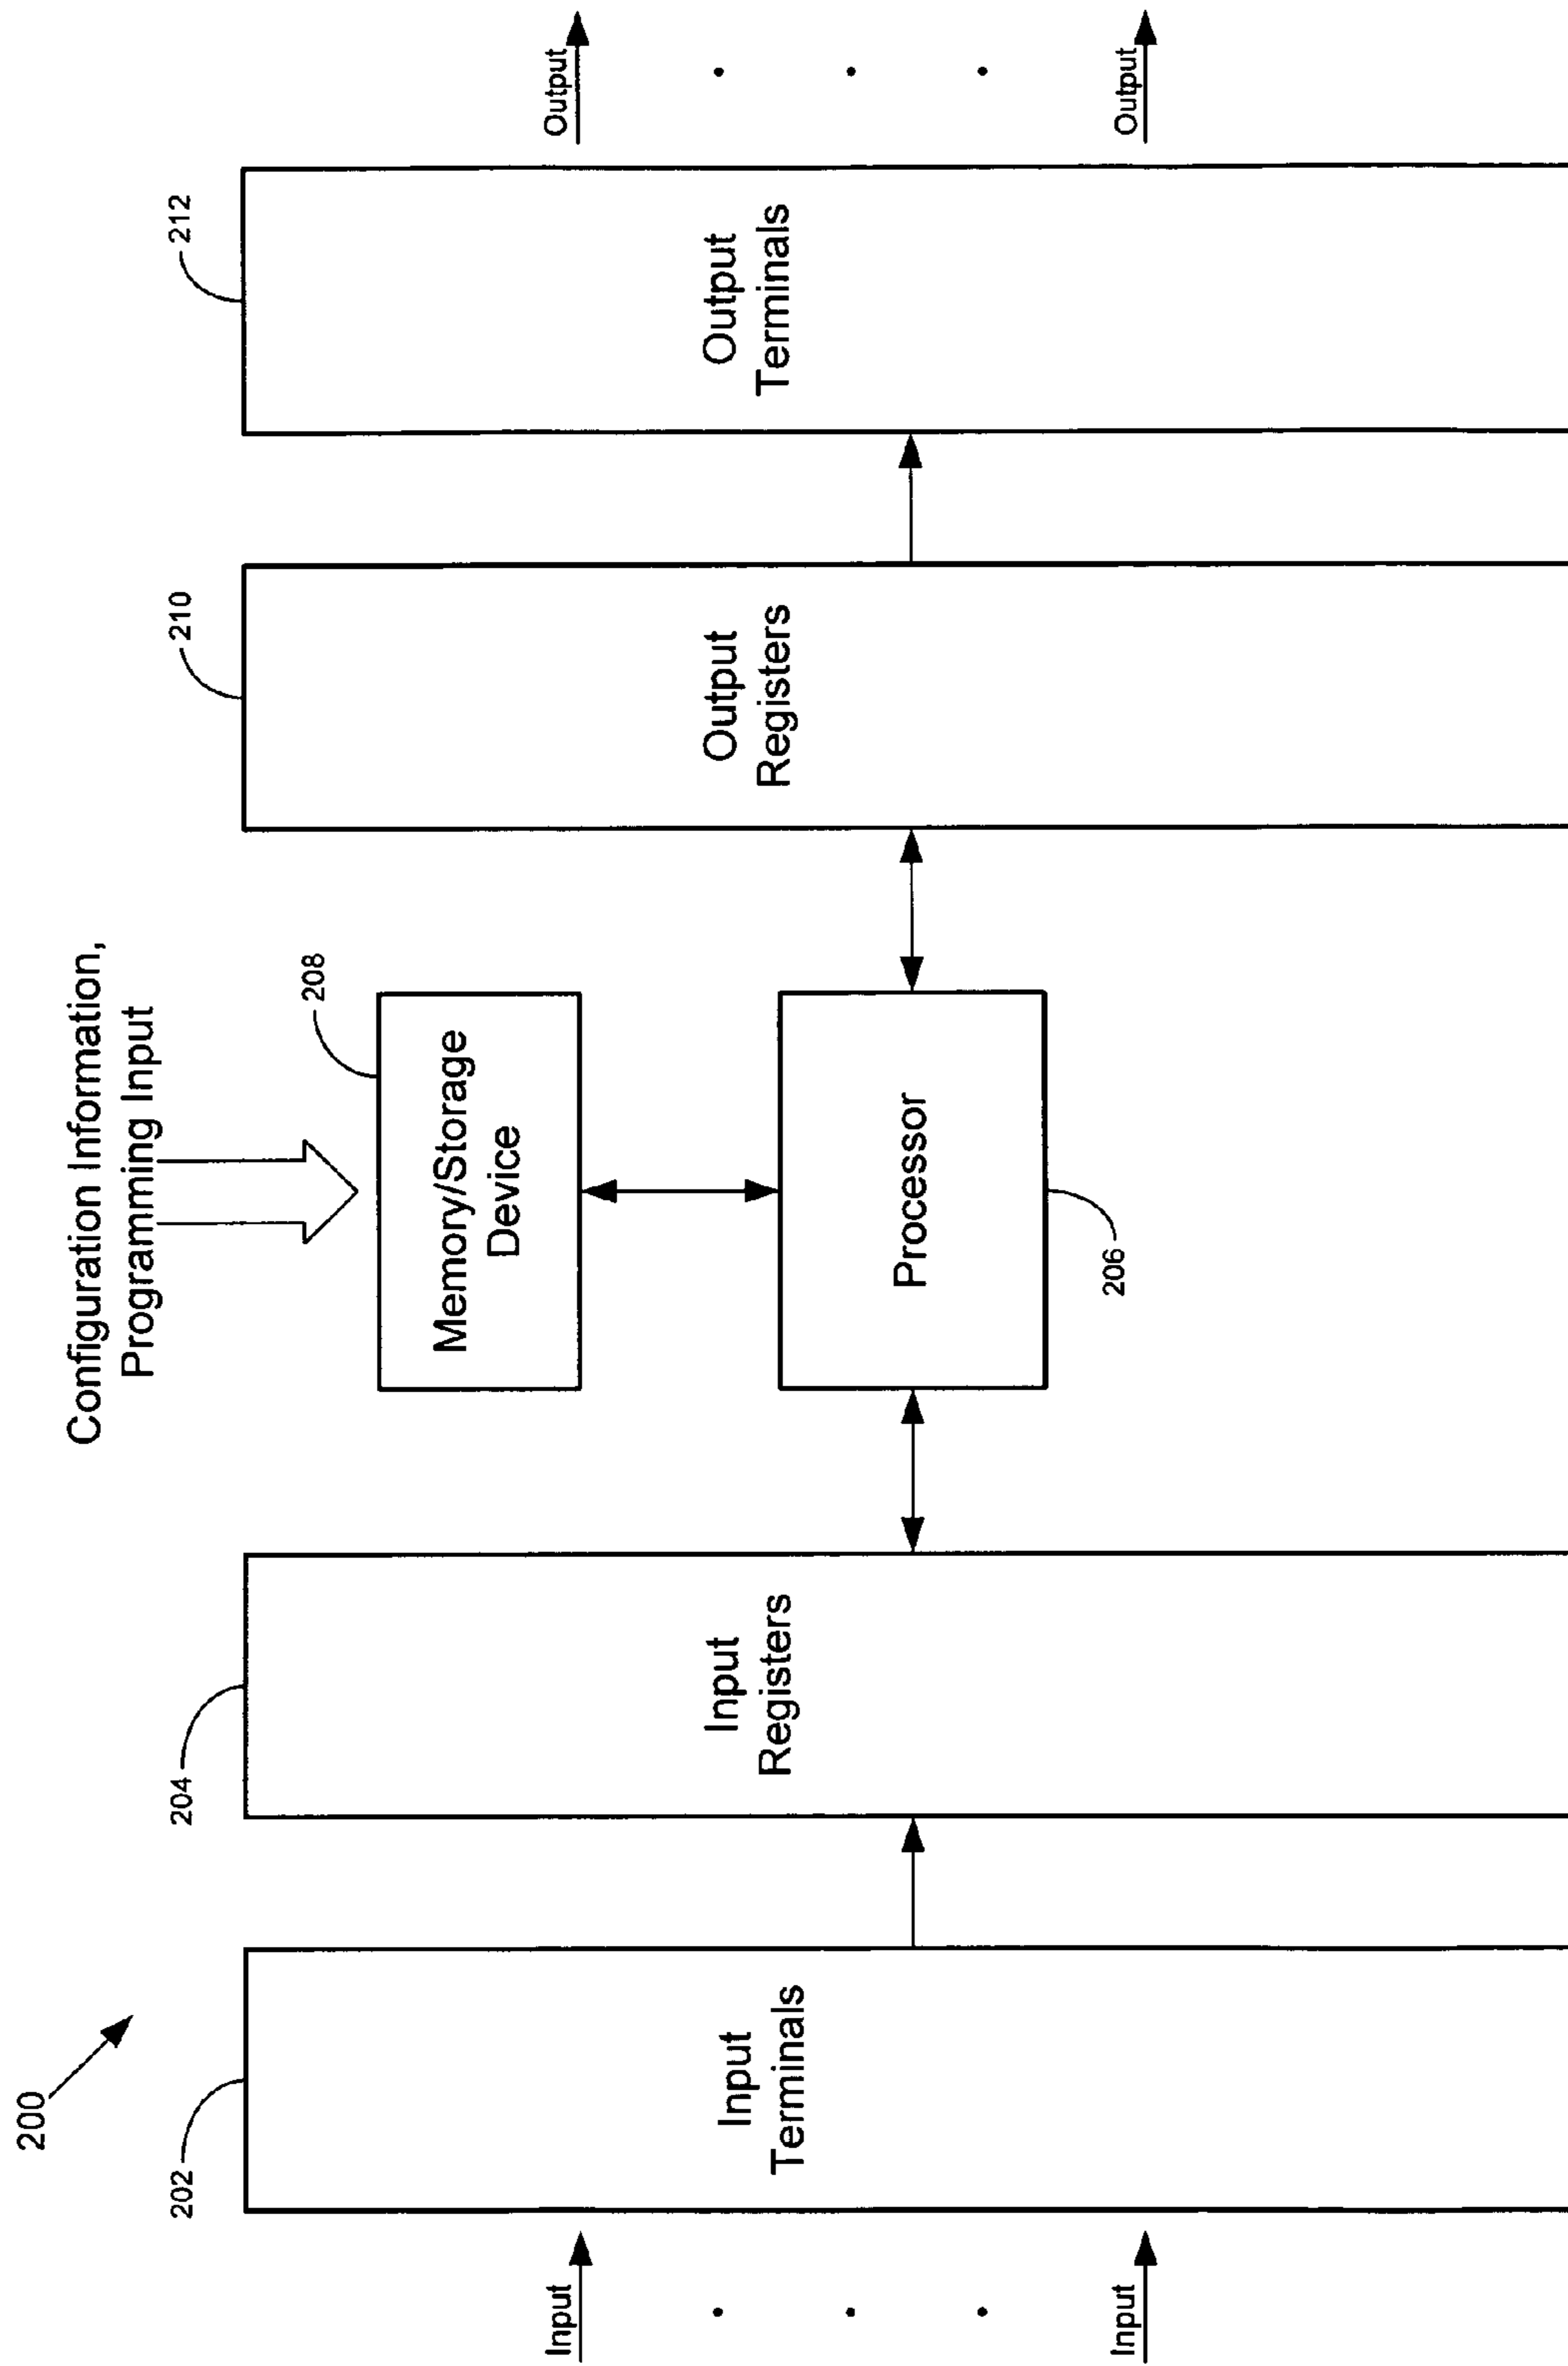 200
Configuration Information,
Programming Input
202
204
208
210
212
Input
Input
Input
Terminals
Input
Registers
Memory/Storage
Device
Processor
206
Output
Registers
Output
Terminals
Output
Output